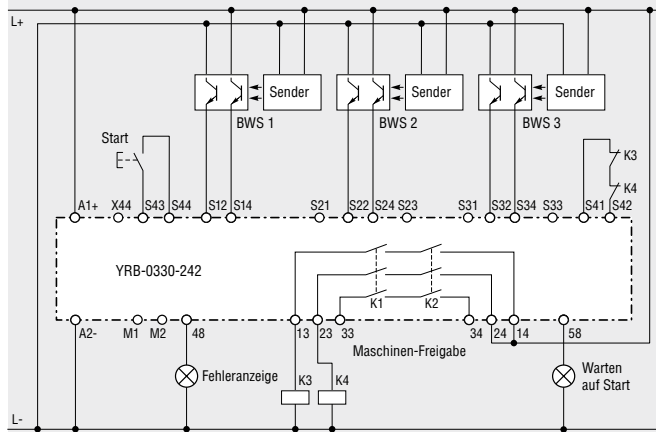 L+
Sender
Sender
Sender
BWS 1
BWS 2
BWS 3
Start
K3
K4
A1+ X44 S43 S44 S12 S14 S21 S22 S24 S23 S31 S32 S34 S33 S41 S42
YRB-0330-242
K1 K2
A2- M1 M2 48 13 23 33 34 24 14 58
Maschinen-Freigabe
Fehleranzeige
K3
K4
Warten
auf Start
L-